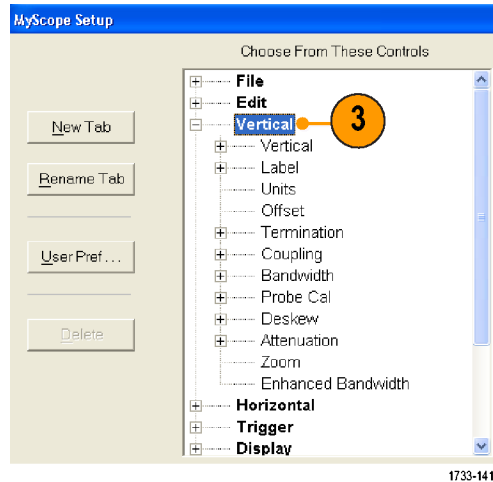 MyScope Setup
Choose From These Controls
File
Edit
Vertical
3
Vertical
Label
Units
Offset
Termination
Coupling
Bandwidth
Probe Cal
Deskew
Attenuation
Zoom
Enhanced Bandwidth
Horizontal
Trigger
Display
New Tab
Rename Tab
User Pref...
Delete
1733-141